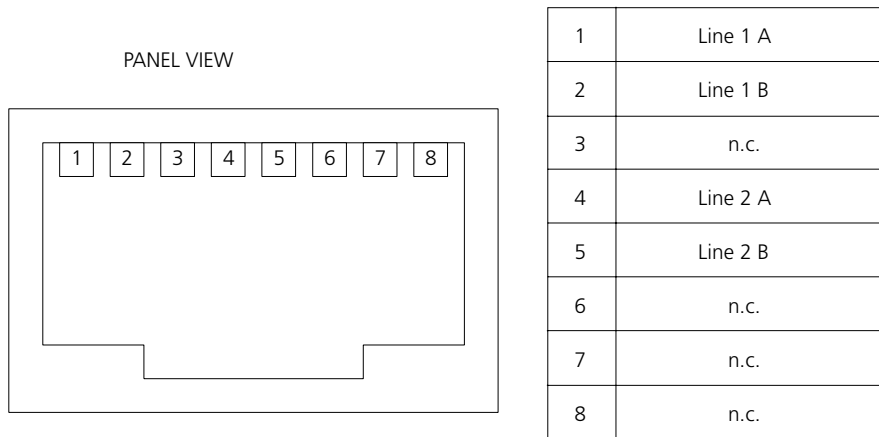 PANEL VIEW
1 2 3 4 5 6 7 8
1 Line 1 A
2 Line 1 B
3 n.c.
4 Line 2 A
5 Line 2 B
6 n.c.
7 n.c.
8 n.c.